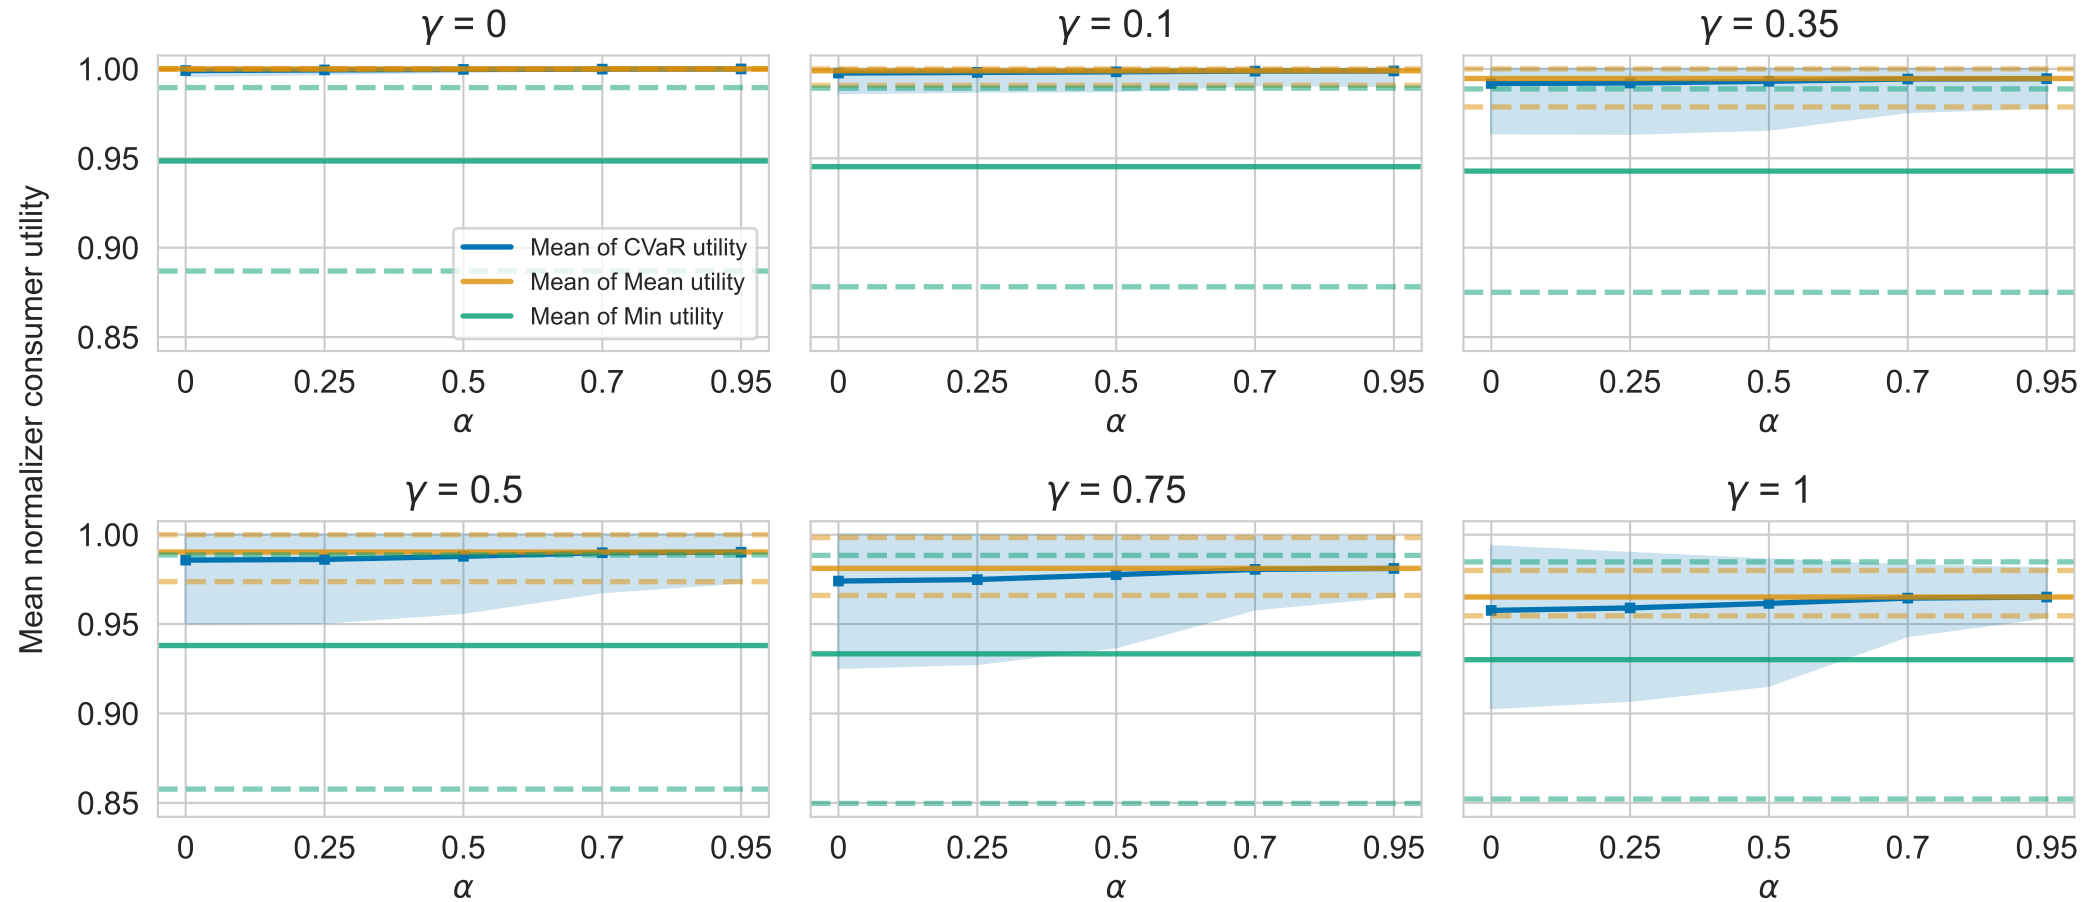 Mean normalizer consumer utility
γ = 0
1.00
0.95
0.90
0.85
Mean of CVaR utility
Mean of Mean utility
Mean of Min utility
0 0.25 0.5 0.7 0.95
α
γ = 0.1
0 0.25 0.5 0.7 0.95
α
γ = 0.35
0 0.25 0.5 0.7 0.95
α
γ = 0.5
1.00
0.95
0.90
0.85
0 0.25 0.5 0.7 0.95
α
γ = 0.75
0 0.25 0.5 0.7 0.95
α
γ = 1
0 0.25 0.5 0.7 0.95
α